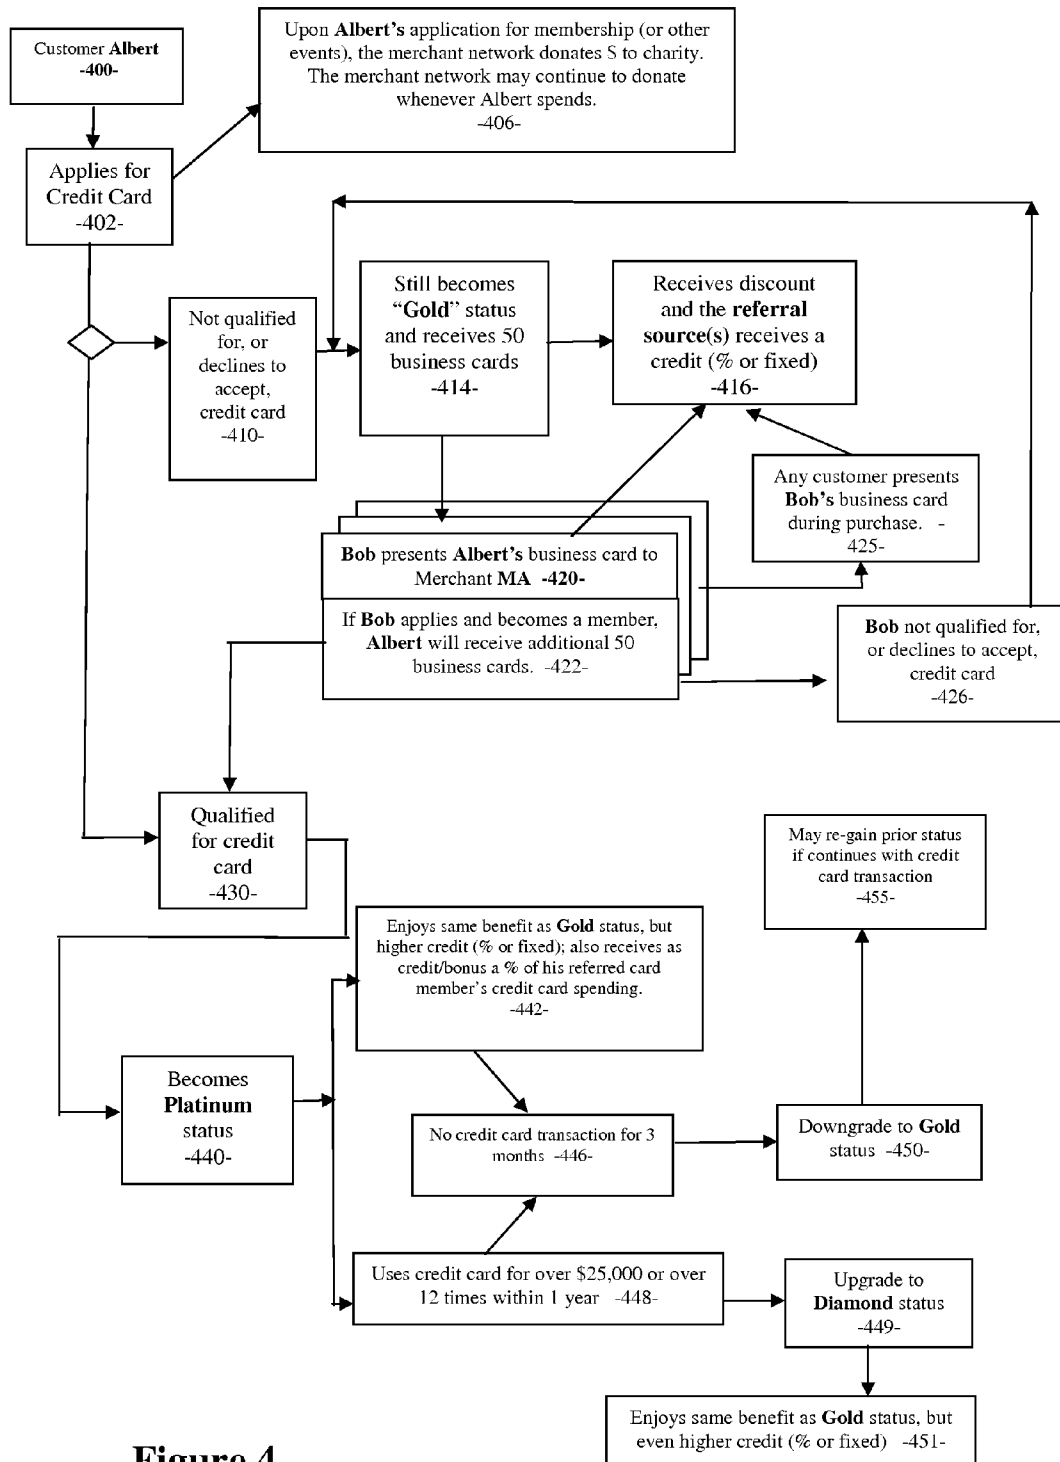 Customer Albert
-400-
Upon Albert's application for membership (or other
events), the merchant network donates $ to charity.
The merchant network may continue to donate
whenever Albert spends.
-406-
Applies for
Credit Card
-402-
Not qualified
for, or
declines to
accept,
credit card
-410-
Still becomes
“Gold” status
and receives 50
business cards
-414-
Receives discount
and the referral
source(s) receives a
credit (% or fixed)
-416-
Any customer presents
Bob's business card
during purchase. -
425-
Bob presents Albert's business card to
Merchant MA -420-
If Bob applies and becomes a member,
Albert will receive additional 50
business cards. -422-
Bob not qualified for,
or declines to accept,
credit card
-426-
Qualified
for credit
card
-430-
May re-gain prior status
if continues with credit
card transaction
-455-
Enjoys same benefit as Gold status, but
higher credit (% or fixed); also receives as
credit/bonus a % of his referred card
member's credit card spending.
-442-
Becomes
Platinum
status
-440-
No credit card transaction for 3
months -446-
Downgrade to Gold
status -450-
Uses credit card for over $25,000 or over
12 times within 1 year -448-
Upgrade to
Diamond status
-449-
Enjoys same benefit as Gold status, but
even higher credit (% or fixed) -451-
Figure 4